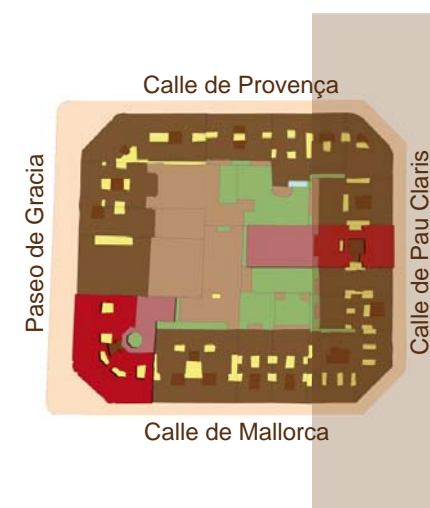 Calle de Provença
Paseo de Gracia
Calle de Pau Claris
Calle de Mallorca